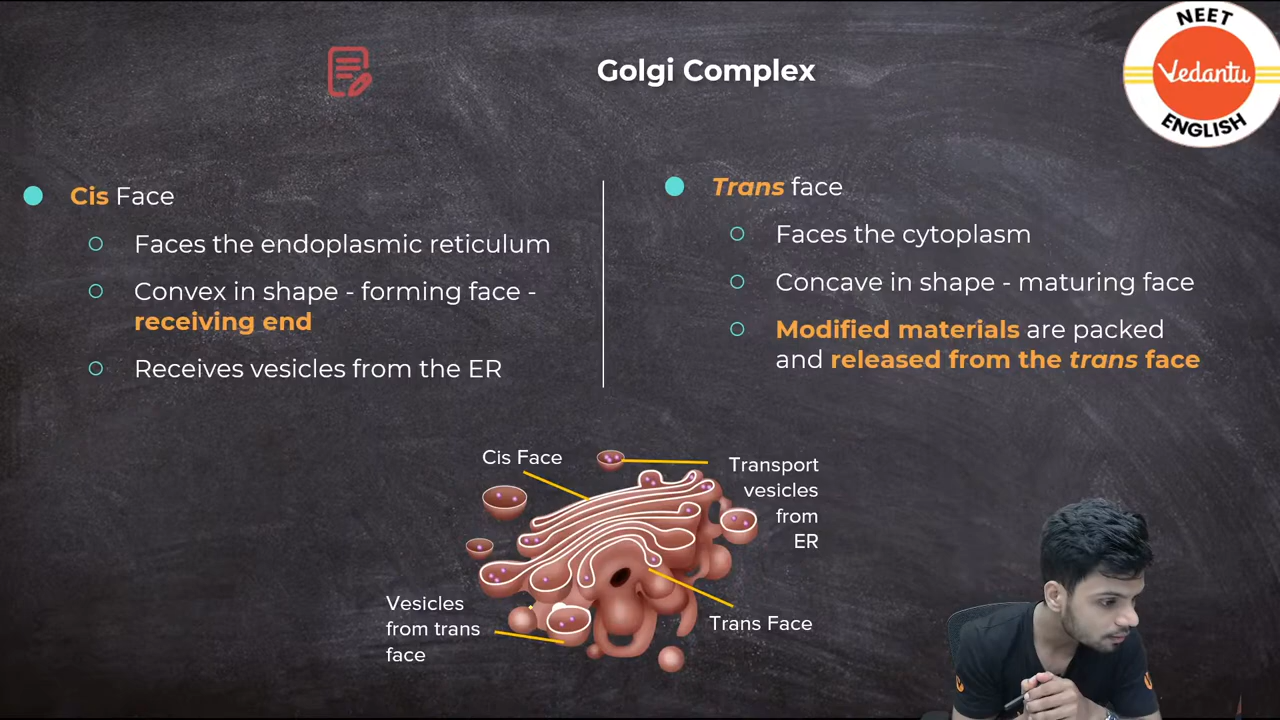 Golgi Complex
NEET
Vedantu
ENGLISH
Cis Face
Faces the endoplasmic reticulum
Convex in shape - forming face -
receiving end
Receives vesicles from the ER
Trans face
Faces the cytoplasm
Concave in shape - maturing face
Modified materials are packed
and released from the trans face
Cis Face
Transport
vesicles
from
ER
Vesicles
from trans
face
Trans Face